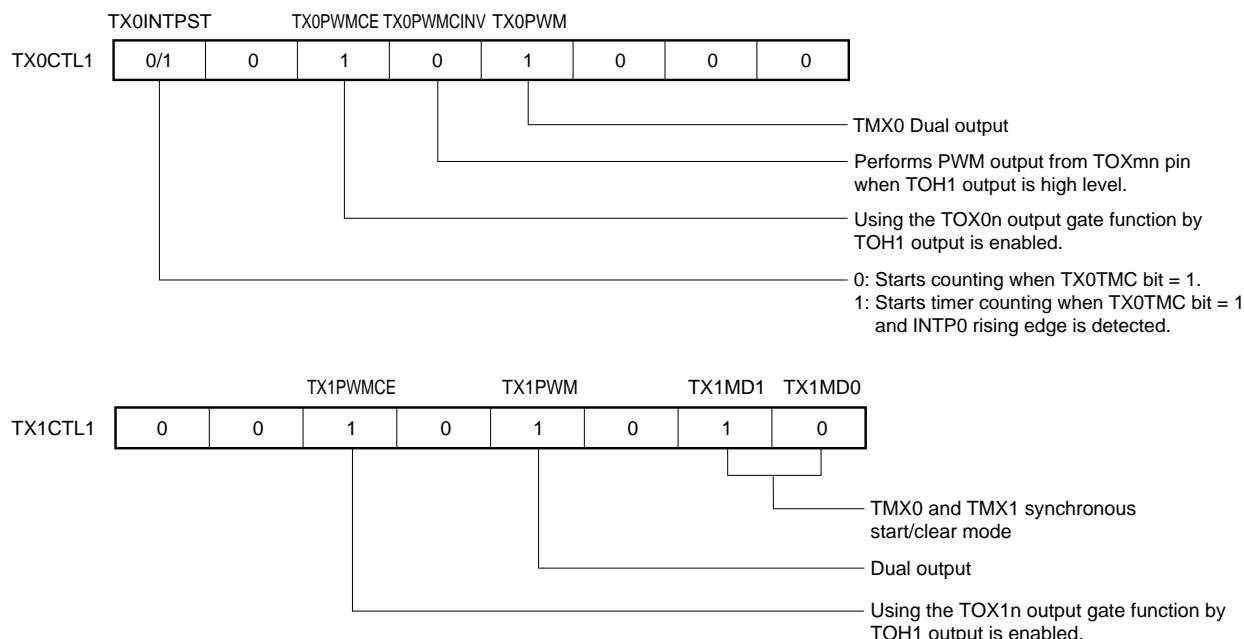 TX0INTPST TX0PWMCE TX0PWMCINV TX0PWM
TX0CTL1 0/1 0 1 0 1 0 0 0
TMX0 Dual output
Performs PWM output from TOXmn pin
when TOH1 output is high level.
Using the TOX0n output gate function by
TOH1 output is enabled.
0: Starts counting when TX0TMC bit = 1.
1: Starts timer counting when TX0TMC bit = 1
and INTP0 rising edge is detected.
TX1PWMCE TX1PWM TX1MD1 TX1MD0
TX1CTL1 0 0 1 0 1 0 1 0
TMX0 and TMX1 synchronous
start/clear mode
Dual output
Using the TOX1n output gate function by
TOH1 output is enabled.